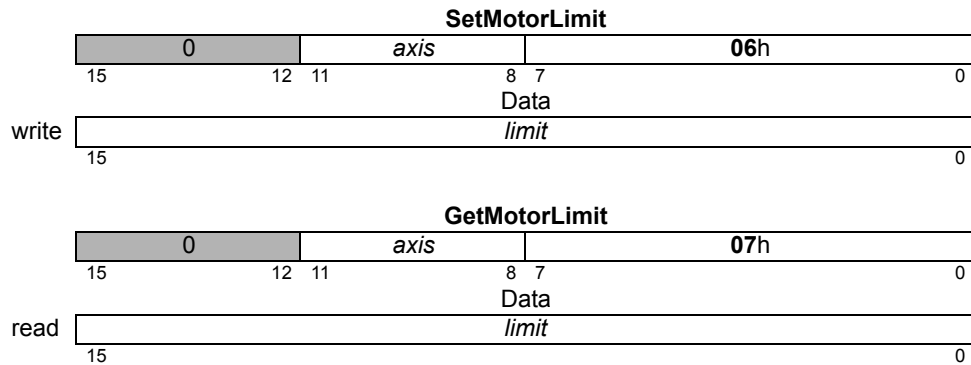 SetMotorLimit
0 axis 06h
15 12 11 8 7 0
Data
write limit
15 0
GetMotorLimit
0 axis 07h
15 12 11 8 7 0
Data
read limit
15 0